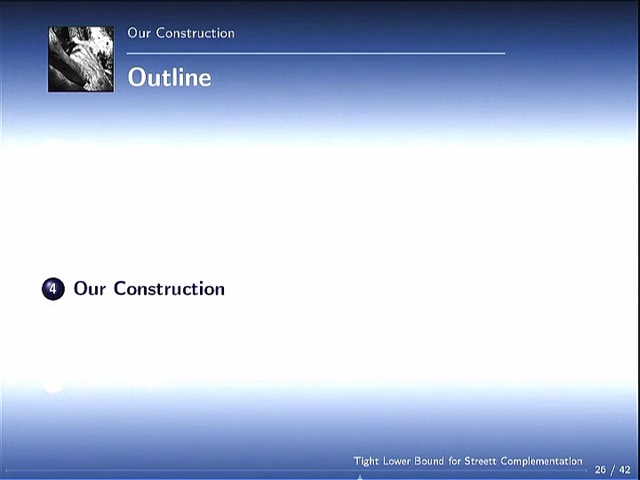 Our Construction
Outline
4 Our Construction
Tight Lower Bound for Streett Complementation
26 / 42